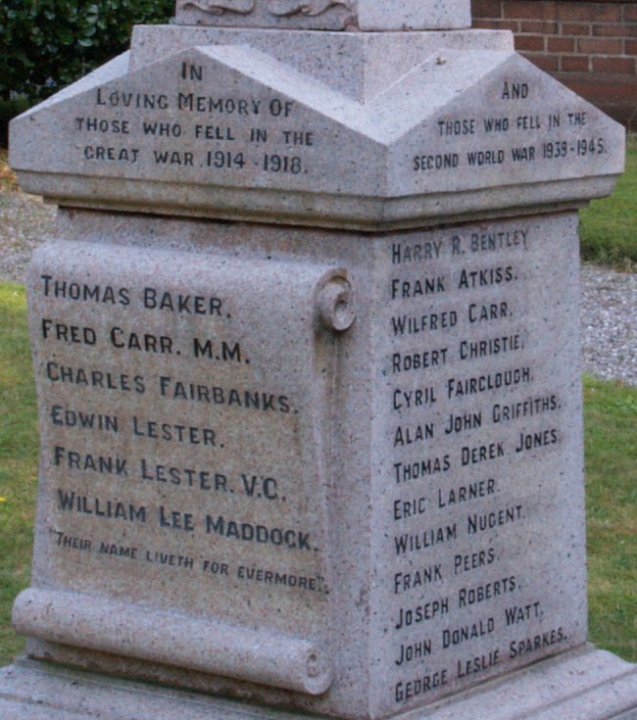 IN
LOVING MEMORY OF
THOSE WHO FELL IN THE
GREAT WAR. 1914 - 1918.
THOMAS BAKER.
FRED CARR. M.M.
CHARLES FAIRBANKS.
EDWIN LESTER.
FRANK LESTER. V.C.
WILLIAM LEE MADDOCK.
"THEIR NAME LIVETH FOR EVERMORE".
AND
THOSE WHO FELL IN THE
SECOND WORLD WAR 1939-1945.
HARRY R. BENTLEY
FRANK ATKISS.
WILFRED CARR.
ROBERT CHRISTIE.
CYRIL FAIRCLOUGH.
ALAN JOHN GRIFFITHS.
THOMAS DEREK JONES.
ERIC LARNER.
WILLIAM NUGENT.
FRANK PEERS.
JOSEPH ROBERTS.
JOHN DONALD WATT.
GEORGE LESLIE SPARKES.